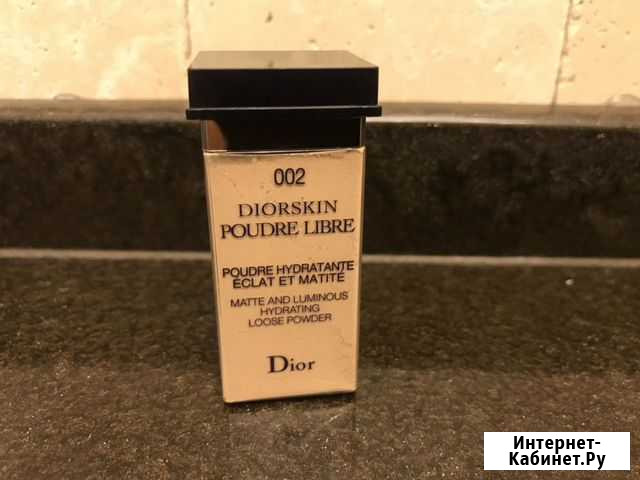 002
DIORSKIN
POUDRE LIBRE
POUDRE HYDRATANTE
ÉCLAT ET MATITÉ
MATTE AND LUMINOUS
HYDRATING
LOOSE POWDER
Dior
Интернет-
Кабинет.Ру